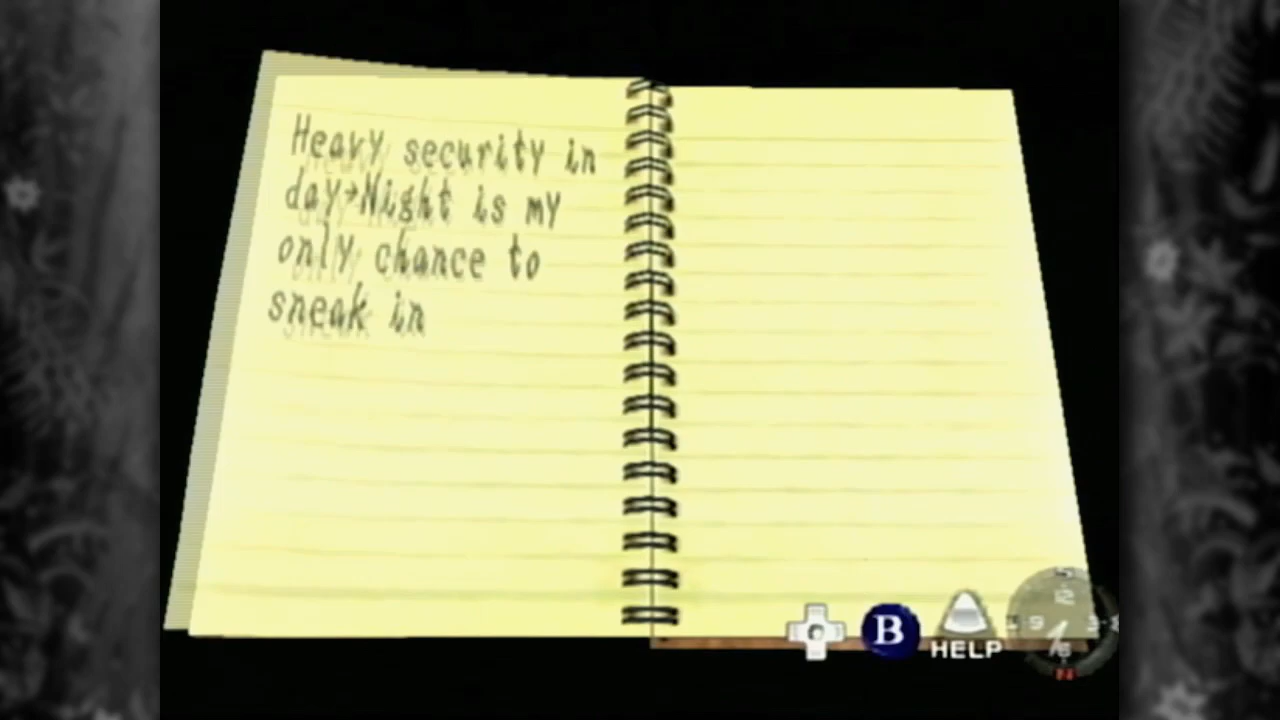 Heavy security in
day→Night is my
only chance to
sneak in
B
HELP